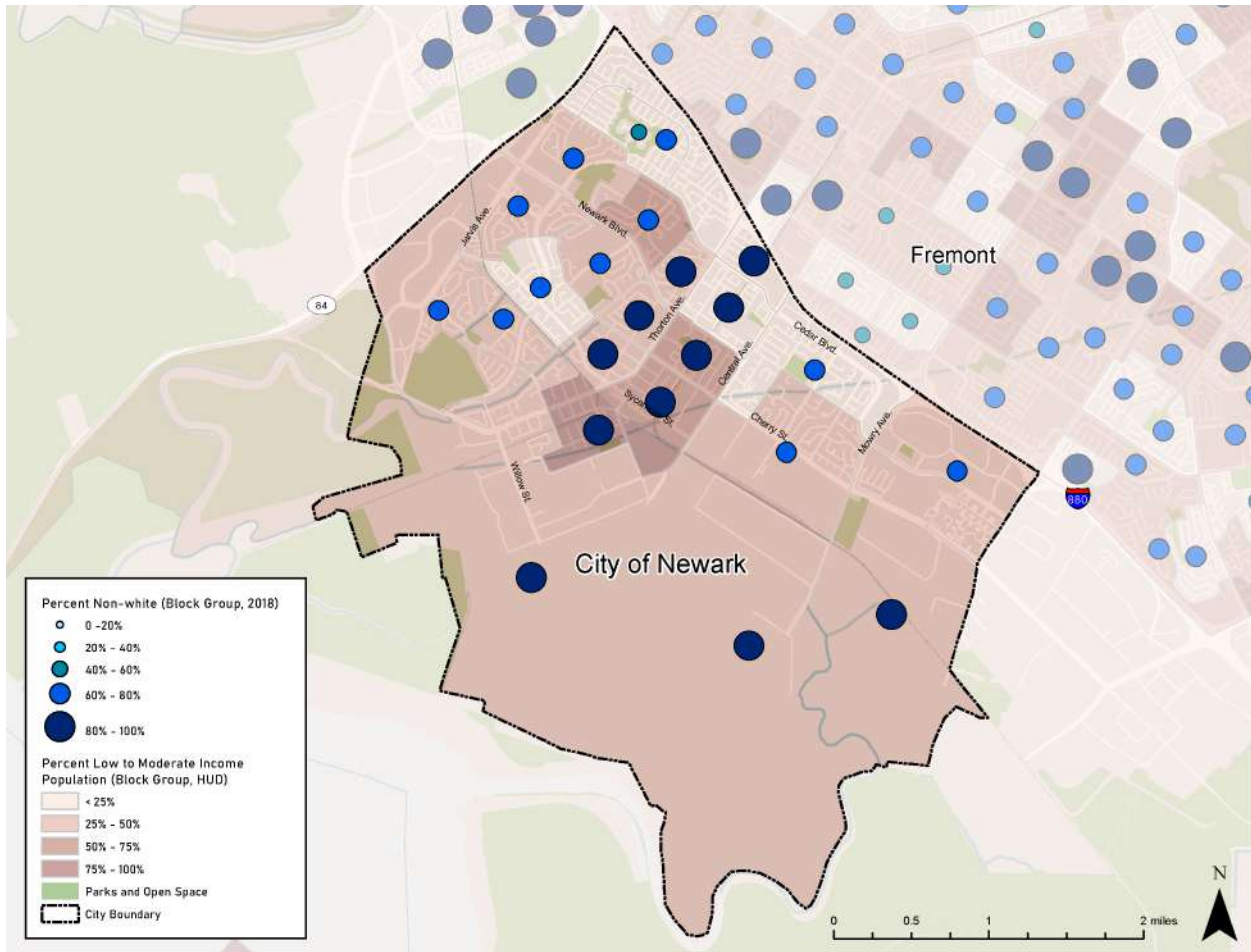 Jarvis Ave.
Newark Blvd.
Fremont
84
Thorton Ave.
Cedar Blvd.
Central Ave.
Cherry St.
Mowry Ave.
Willow St.
880
City of Newark
Percent Non-white (Block Group, 2018)
0 -20%
20% - 40%
40% - 60%
60% - 80%
80% - 100%
Percent Low to Moderate Income
Population (Block Group, HUD)
< 25%
25% - 50%
50% - 75%
75% - 100%
Parks and Open Space
City Boundary
N
0 0.5 1 2 miles